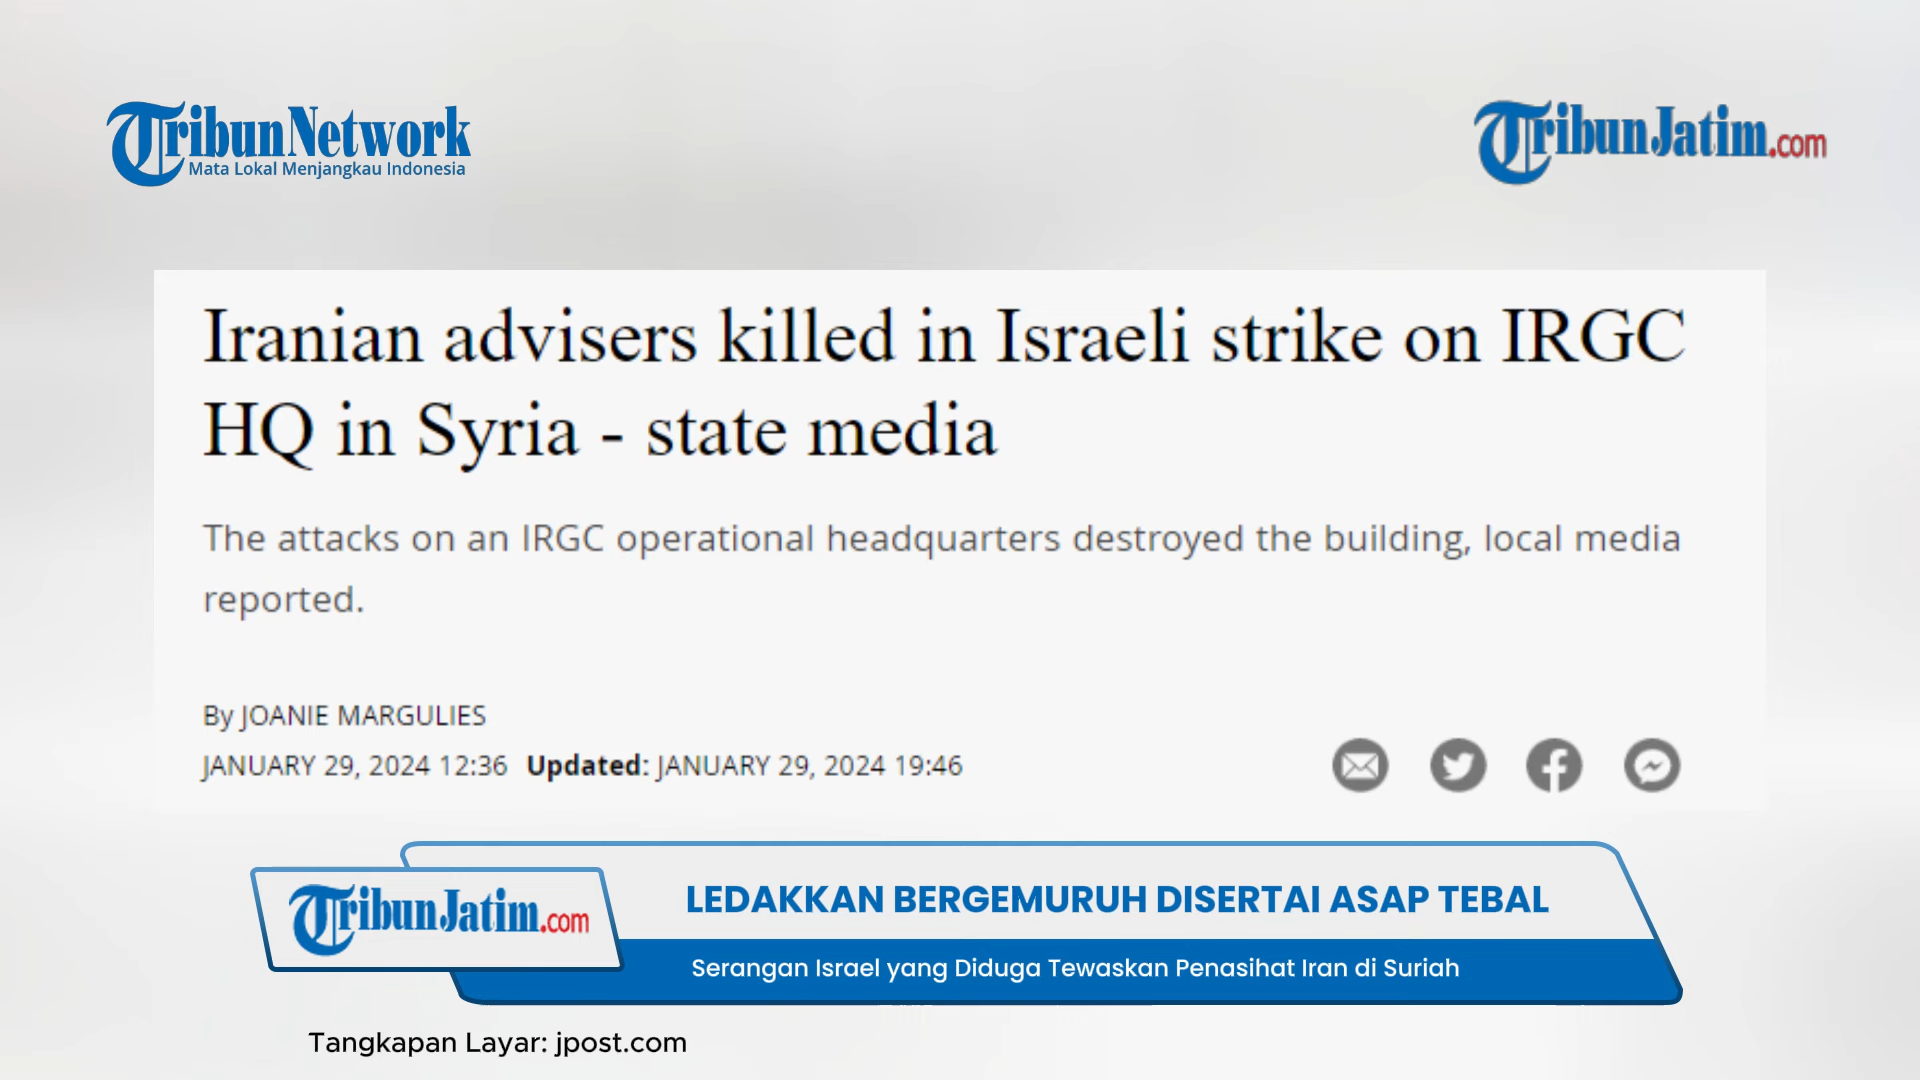 TribunNetwork
Mata Lokal Menjangkau Indonesia
TribunJatim.com
Iranian advisers killed in Israeli strike on IRGC
HQ in Syria - state media
The attacks on an IRGC operational headquarters destroyed the building, local media
reported.
By JOANIE MARGULIES
JANUARY 29, 2024 12:36 Updated: JANUARY 29, 2024 19:46
TribunJatim.com
LEDAKKAN BERGEMURUH DISERTAI ASAP TEBAL
Serangan Israel yang Diduga Tewaskan Penasihat Iran di Suriah
Tangkapan Layar: jpost.com